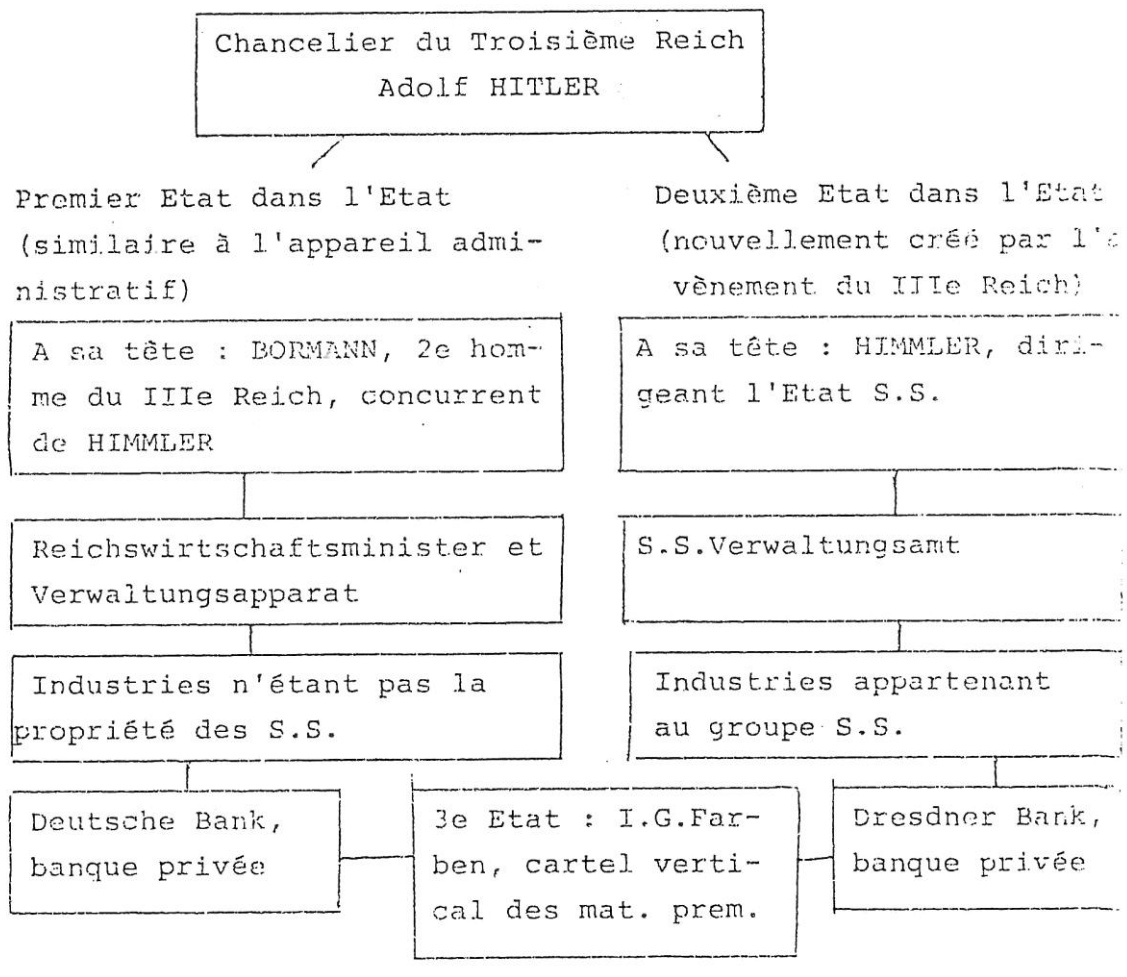 Chancelier du Troisième Reich
Adolf HITLER
Premier Etat dans l'Etat
(similaire à l'appareil admi-
nistratif)
Deuxième Etat dans l'Etat
(nouvellement créé par l'a
vènement du IIIe Reich)
A sa tête : BORMANN, 2e hom-
me du IIIe Reich, concurrent
de HIMMLER
A sa tête : HIMMLER, diri-
geant l'Etat S.S.
Reichswirtschaftsminister et
Verwaltungsapparat
S.S.Verwaltungsamt
Industries n'étant pas la
propriété des S.S.
Industries appartenant
au groupe S.S.
Deutsche Bank,
banque privée
3e Etat : I.G.Far-
ben, cartel verti-
cal des mat. prem.
Dresdner Bank,
banque privée